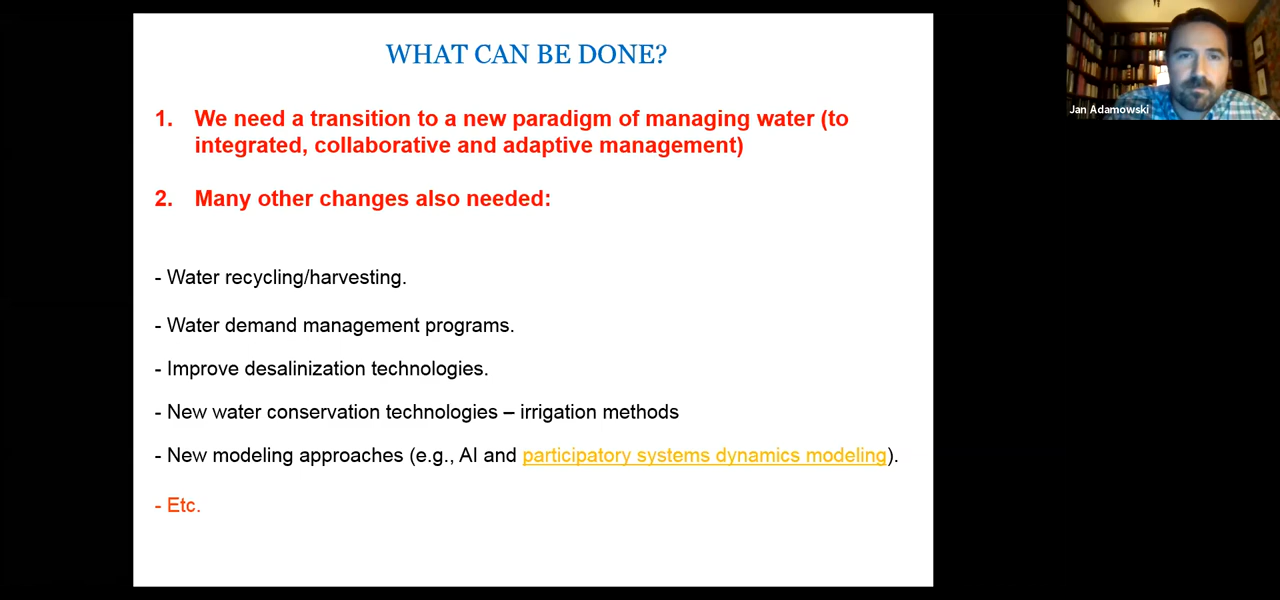 WHAT CAN BE DONE?
1. We need a transition to a new paradigm of managing water (to
integrated, collaborative and adaptive management)
2. Many other changes also needed:
- Water recycling/harvesting.
- Water demand management programs.
- Improve desalinization technologies.
- New water conservation technologies – irrigation methods
- New modeling approaches (e.g., AI and participatory systems dynamics modeling).
- Etc.
Jan Adamowski